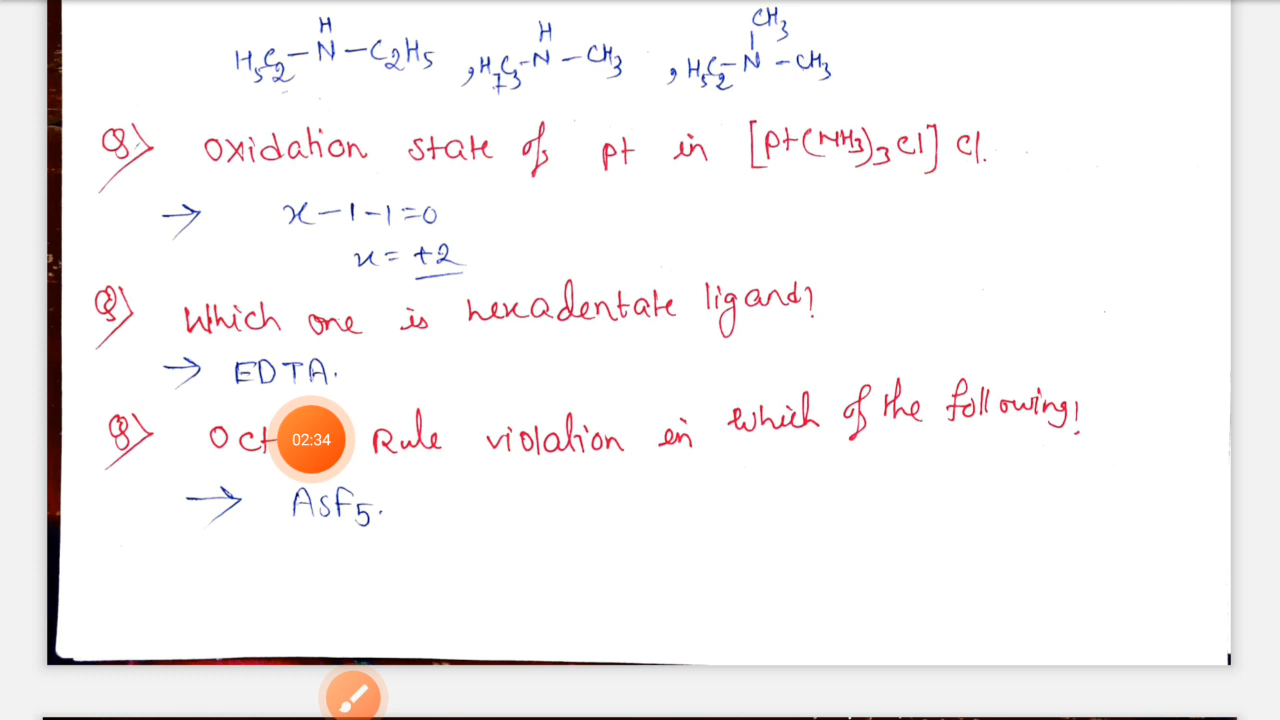 H5C2-N-C2H5 , H7C3-N-CH3 , H5C2-N-CH3
H H CH3
Q) Oxidation state of pt in [pt(NH3)3Cl] Cl.
→ x-1-1=0
x = +2
Q) Which one is hexadentate ligand?
→ EDTA.
Q) Oct Rule violation in which of the following!
02:34
→ AsF5.